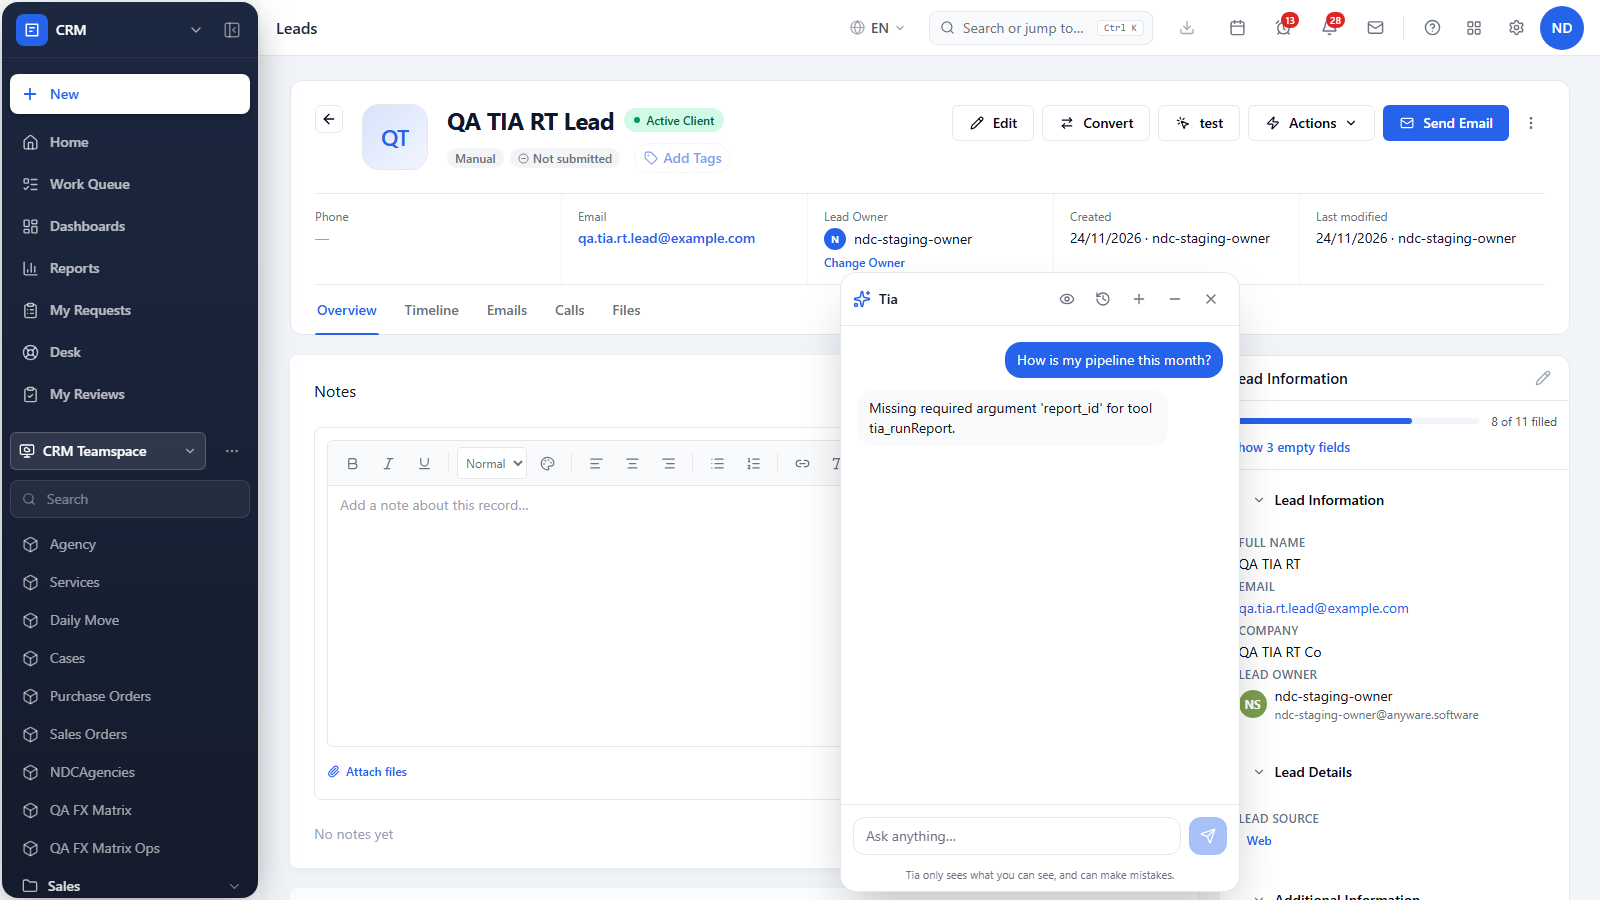 CRM
New
Home
Work Queue
Dashboards
Reports
My Requests
Desk
My Reviews
CRM Teamspace
Search
Agency
Services
Daily Move
Cases
Purchase Orders
Sales Orders
NDCAgencies
QA FX Matrix
QA FX Matrix Ops
Sales
Leads
EN
Search or jump to...
Ctrl K
13
28
ND
QT
QA TIA RT Lead
Active Client
Manual
Not submitted
Add Tags
Edit
Convert
test
Actions
Send Email
Phone
—
Email
qa.tia.rt.lead@example.com
Lead Owner
N ndc-staging-owner
Change Owner
Created
24/11/2026 · ndc-staging-owner
Last modified
24/11/2026 · ndc-staging-owner
Overview
Timeline
Emails
Calls
Files
Notes
B I U
Normal
Add a note about this record...
Attach files
No notes yet
Tia
How is my pipeline this month?
Missing required argument 'report_id' for tool
tia_runReport.
Ask anything...
Tia only sees what you can see, and can make mistakes.
ead Information
8 of 11 filled
how 3 empty fields
Lead Information
FULL NAME
QA TIA RT
EMAIL
qa.tia.rt.lead@example.com
COMPANY
QA TIA RT Co
LEAD OWNER
NS
ndc-staging-owner
ndc-staging-owner@anyware.software
Lead Details
LEAD SOURCE
Web
Additional Information